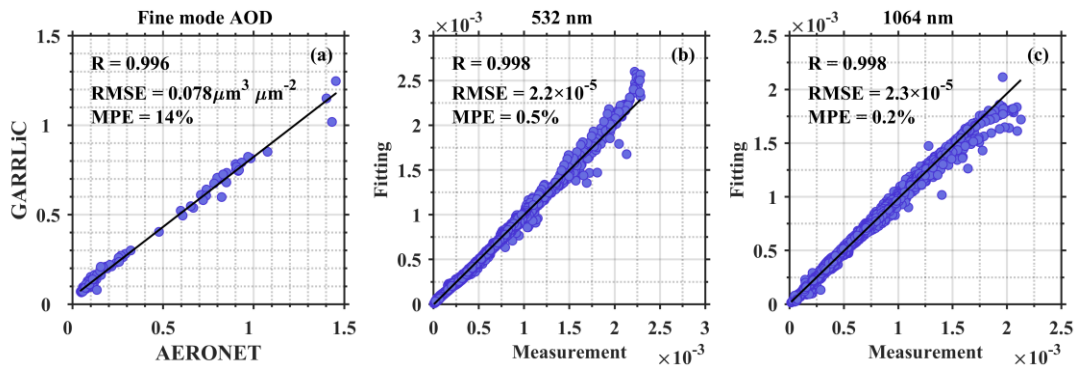 Fine mode AOD
(a)
R = 0.996
RMSE = 0.078μm³ μm⁻²
MPE = 14%
GARRLiC
1.5
1
0.5
0
0 0.5 1 1.5
AERONET
×10⁻³ 532 nm
(b)
R = 0.998
RMSE = 2.2×10⁻⁵
MPE = 0.5%
Fitting
3
2.5
2
1.5
1
0.5
0
0 0.5 1 1.5 2 2.5 3
Measurement ×10⁻³
×10⁻³ 1064 nm
(c)
R = 0.998
RMSE = 2.3×10⁻⁵
MPE = 0.2%
Fitting
2.5
2
1.5
1
0.5
0
0 0.5 1 1.5 2 2.5
Measurement ×10⁻³